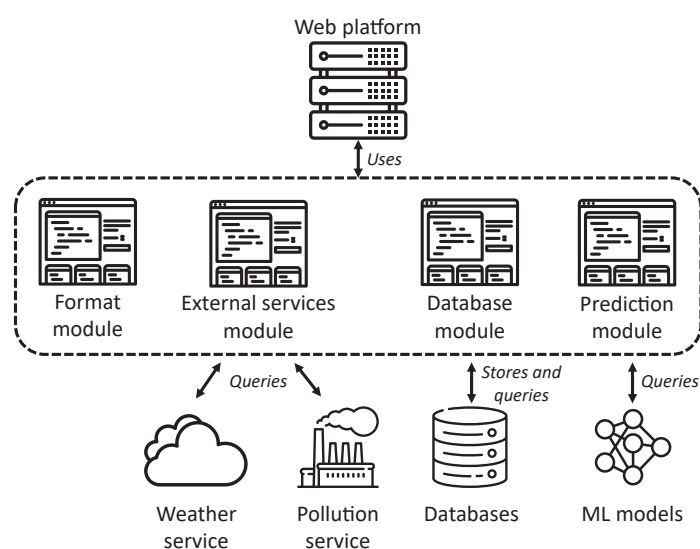 Web platform
Uses
Format
module
External services
module
Database
module
Prediction
module
Queries
Stores and
queries
Queries
Weather
service
Pollution
service
Databases
ML models